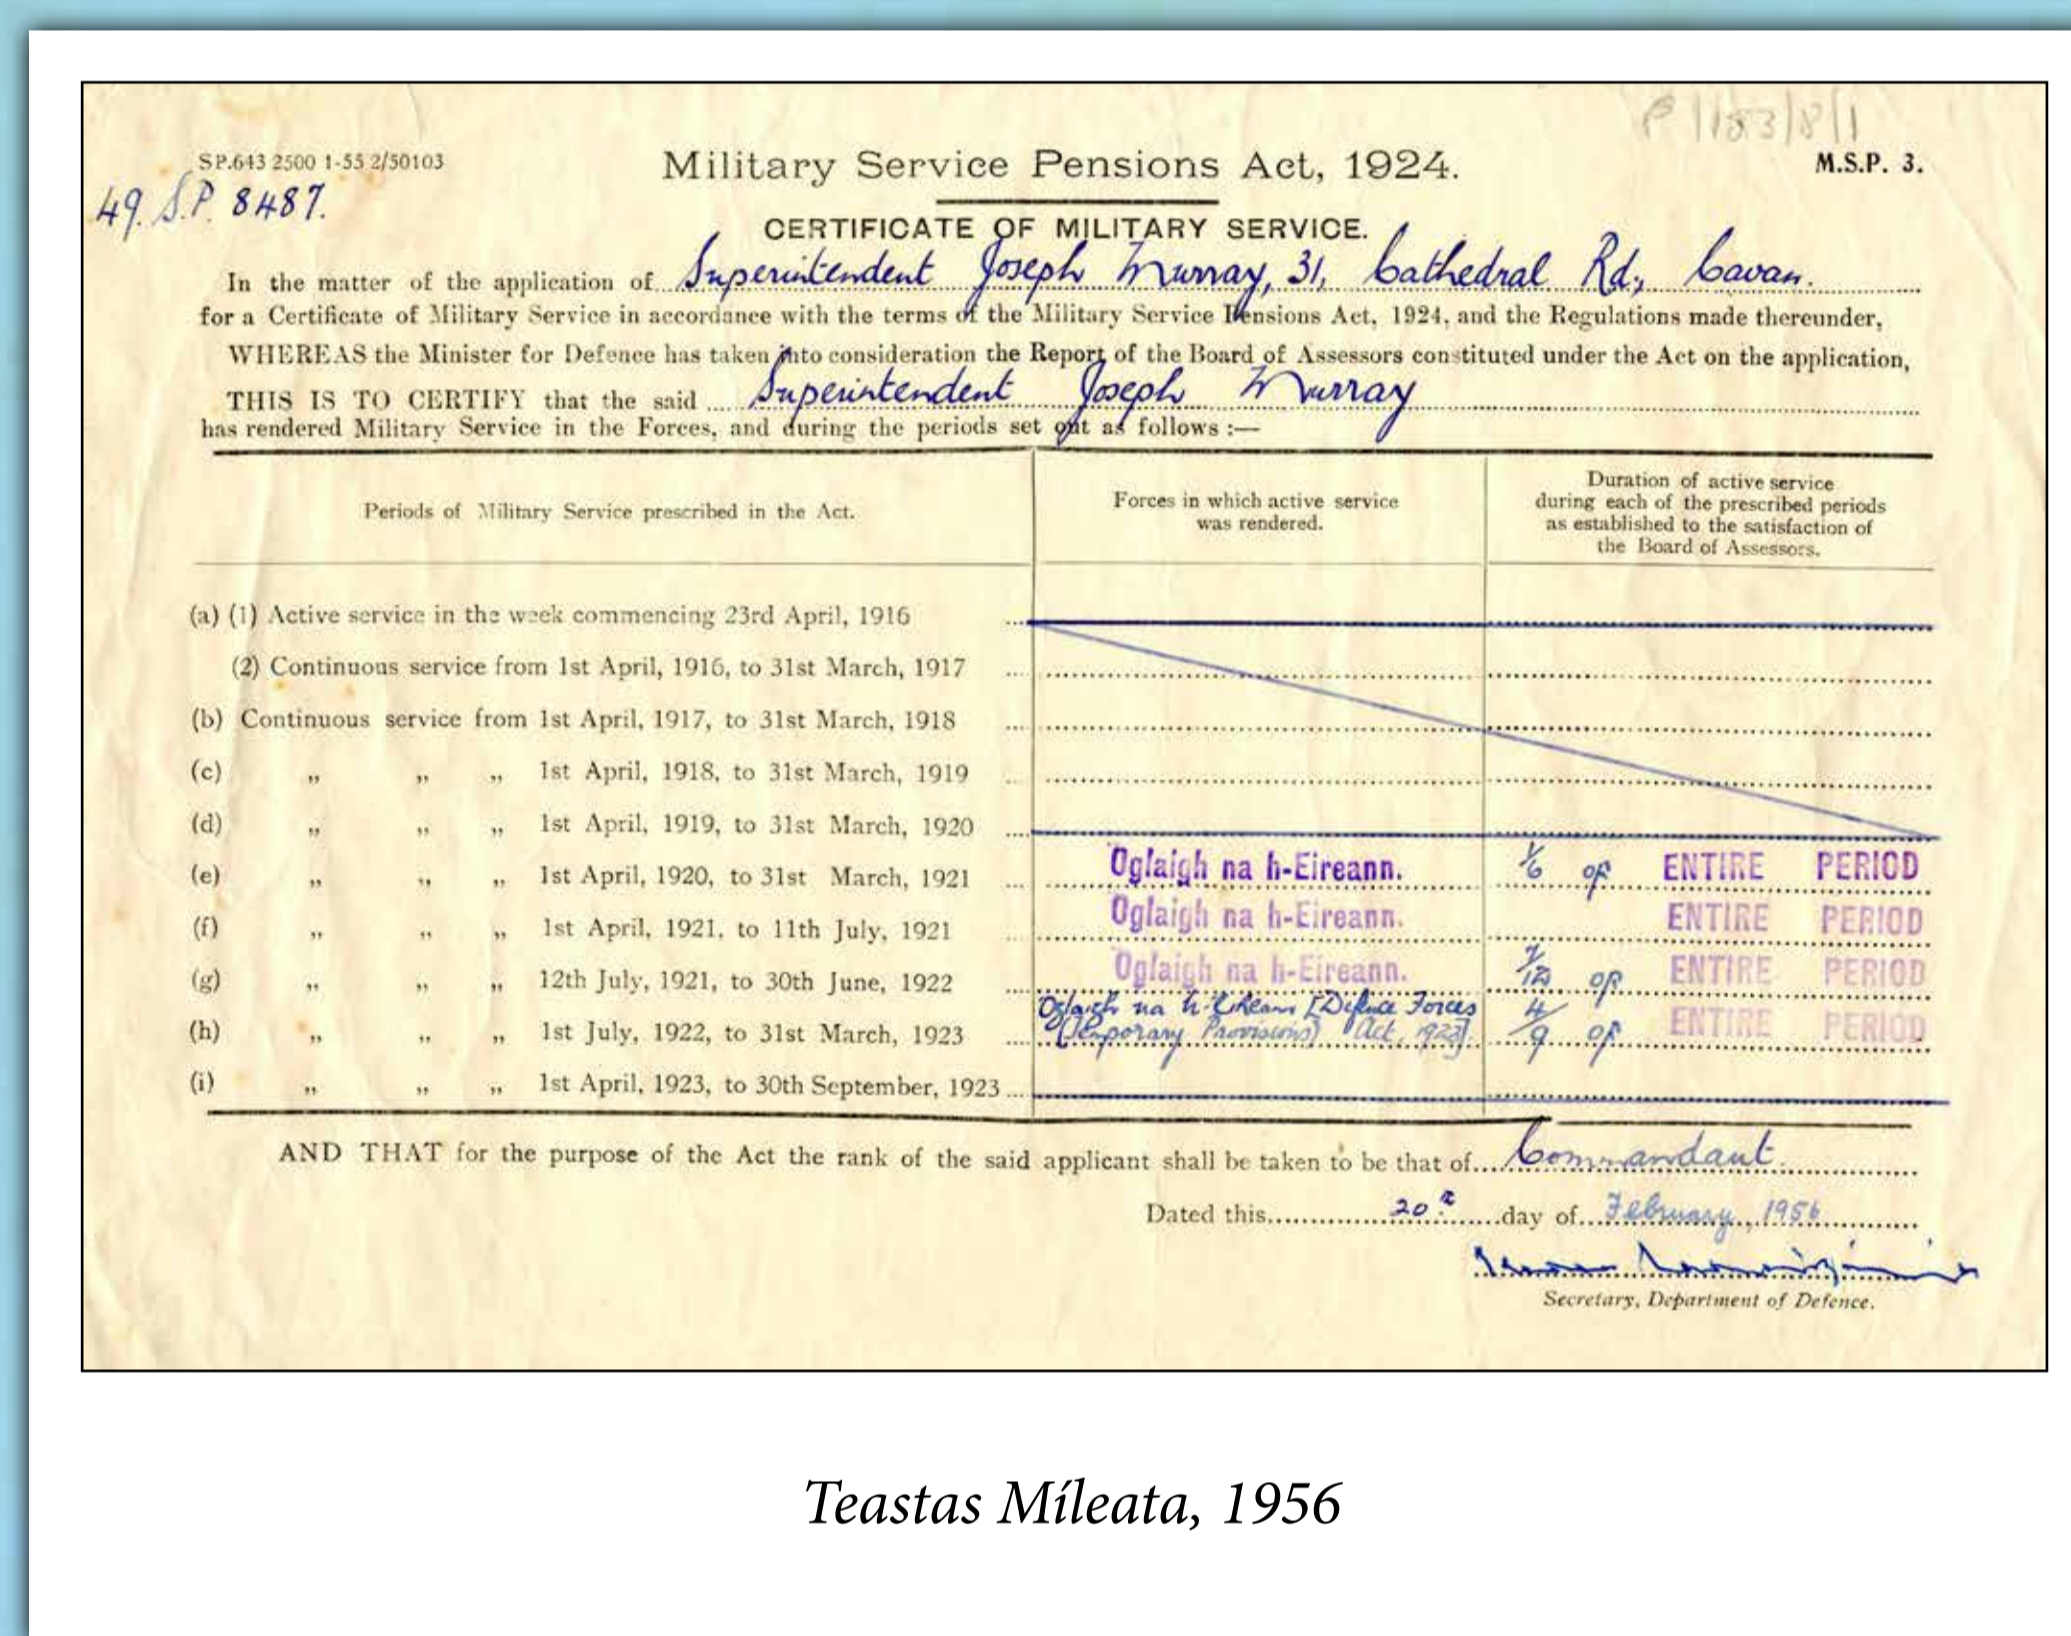 P1183/8/1
SP.643 2500 1-55 2/50103
Military Service Pensions Act, 1924.
M.S.P. 3.
49. S.P. 8487.
CERTIFICATE OF MILITARY SERVICE.
In the matter of the application of Superintendent Joseph Murray, 31, Cathedral Rd., Cavan.
for a Certificate of Military Service in accordance with the terms of the Military Service Pensions Act, 1924, and the Regulations made thereunder,
WHEREAS the Minister for Defence has taken into consideration the Report of the Board of Assessors constituted under the Act on the application,
THIS IS TO CERTIFY that the said Superintendent Joseph Murray
has rendered Military Service in the Forces, and during the periods set out as follows :—
Periods of Military Service prescribed in the Act.
Forces in which active service
was rendered.
Duration of active service
during each of the prescribed periods
as established to the satisfaction of
the Board of Assessors.
(a) (1) Active service in the week commencing 23rd April, 1916
(2) Continuous service from 1st April, 1916, to 31st March, 1917
(b) Continuous service from 1st April, 1917, to 31st March, 1918
(c) „ „ „ 1st April, 1918, to 31st March, 1919
(d) „ „ „ 1st April, 1919, to 31st March, 1920
(e) „ „ „ 1st April, 1920, to 31st March, 1921 Oglaigh na h-Eireann. 1/6 OF ENTIRE PERIOD
(f) „ „ „ 1st April, 1921, to 11th July, 1921 Oglaigh na h-Eireann. ENTIRE PERIOD
(g) „ „ „ 12th July, 1921, to 30th June, 1922 Oglaigh na h-Eireann. 7/12 OF ENTIRE PERIOD
(h) „ „ „ 1st July, 1922, to 31st March, 1923 Oglaigh na h-Eireann [Defence Forces (Temporary Provisions) Act, 1923]. 4/9 OF ENTIRE PERIOD
(i) „ „ „ 1st April, 1923, to 30th September, 1923
AND THAT for the purpose of the Act the rank of the said applicant shall be taken to be that of Commandant.
Dated this 20th day of February, 1956
Secretary, Department of Defence.
Teastas Míleata, 1956